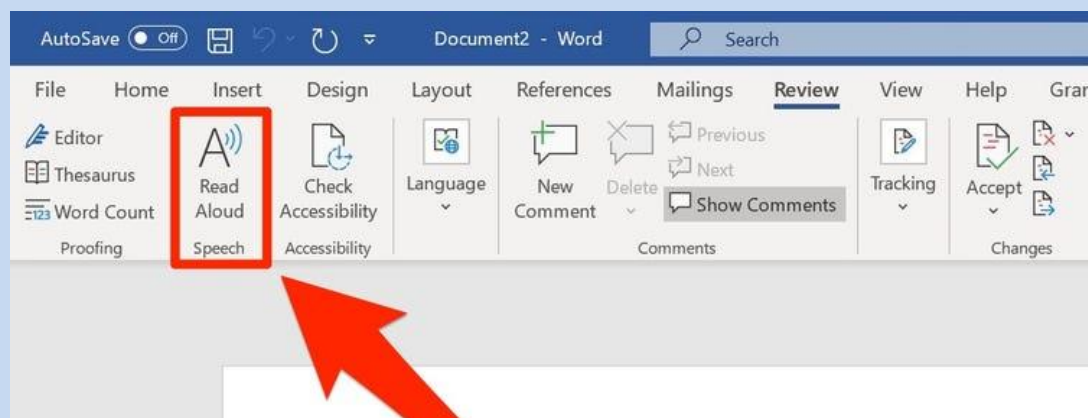 AutoSave Off Document2 - Word Search
File Home Insert Design Layout References Mailings Review View Help Gran
Editor
Thesaurus
123 Word Count
Proofing
Read
Aloud
Speech
Check
Accessibility
Accessibility
Language
New
Comment
Delete
Previous
Next
Show Comments
Comments
Tracking
Accept
Changes